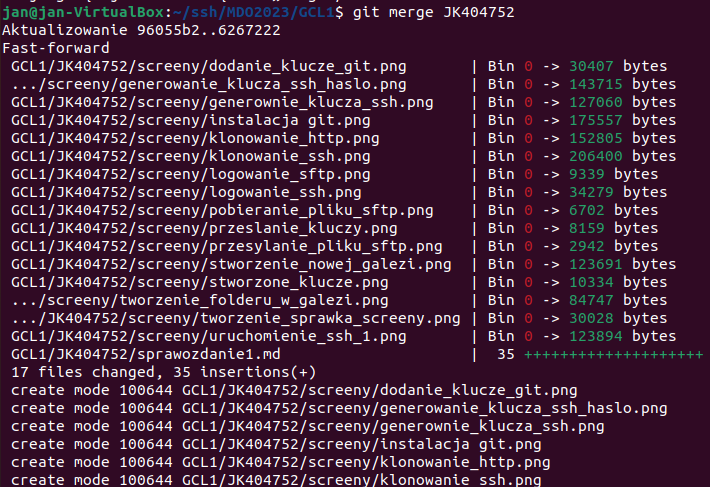 jan@jan-VirtualBox:~/ssh/MDO2023/GCL1$ git merge JK404752
Aktualizowanie 96055b2..6267222
Fast-forward
 GCL1/JK404752/screeny/dodanie_klucze_git.png       | Bin 0 -> 30407 bytes
 .../screeny/generowanie_klucza_ssh_haslo.png       | Bin 0 -> 143715 bytes
 GCL1/JK404752/screeny/generownie_klucza_ssh.png    | Bin 0 -> 127060 bytes
 GCL1/JK404752/screeny/instalacja git.png           | Bin 0 -> 175557 bytes
 GCL1/JK404752/screeny/klonowanie_http.png          | Bin 0 -> 152805 bytes
 GCL1/JK404752/screeny/klonowanie_ssh.png           | Bin 0 -> 206400 bytes
 GCL1/JK404752/screeny/logowanie_sftp.png           | Bin 0 -> 9339 bytes
 GCL1/JK404752/screeny/logowanie_ssh.png            | Bin 0 -> 34279 bytes
 GCL1/JK404752/screeny/pobieranie_pliku_sftp.png    | Bin 0 -> 6702 bytes
 GCL1/JK404752/screeny/przeslanie_kluczy.png        | Bin 0 -> 8159 bytes
 GCL1/JK404752/screeny/przesylanie_pliku_sftp.png   | Bin 0 -> 2942 bytes
 GCL1/JK404752/screeny/stworzenie_nowej_galezi.png  | Bin 0 -> 123691 bytes
 GCL1/JK404752/screeny/stworzone_klucze.png         | Bin 0 -> 10334 bytes
 .../screeny/tworzenie_folderu_w_galezi.png         | Bin 0 -> 84747 bytes
 .../JK404752/screeny/tworzenie_sprawka_screeny.png | Bin 0 -> 30028 bytes
 GCL1/JK404752/screeny/uruchomienie_ssh_1.png       | Bin 0 -> 123894 bytes
 GCL1/JK404752/sprawozdanie1.md                     |  35 ++++++++++++++++++++
 17 files changed, 35 insertions(+)
 create mode 100644 GCL1/JK404752/screeny/dodanie_klucze_git.png
 create mode 100644 GCL1/JK404752/screeny/generowanie_klucza_ssh_haslo.png
 create mode 100644 GCL1/JK404752/screeny/generownie_klucza_ssh.png
 create mode 100644 GCL1/JK404752/screeny/instalacja git.png
 create mode 100644 GCL1/JK404752/screeny/klonowanie_http.png
 create mode 100644 GCL1/JK404752/screeny/klonowanie_ssh.png